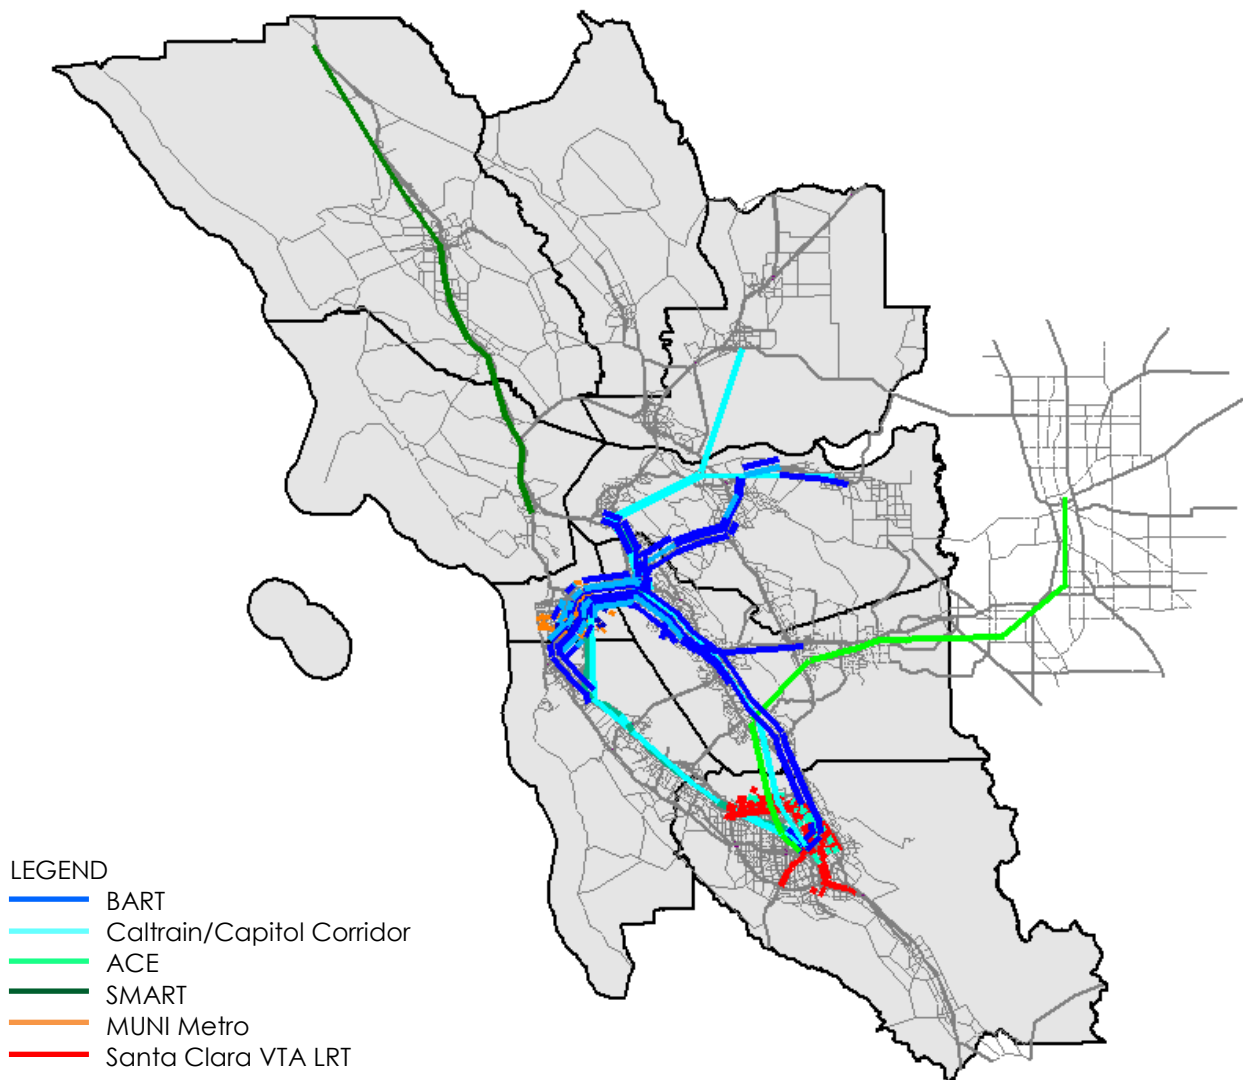 LEGEND
BART
Caltrain/Capitol Corridor
ACE
SMART
MUNI Metro
Santa Clara VTA LRT